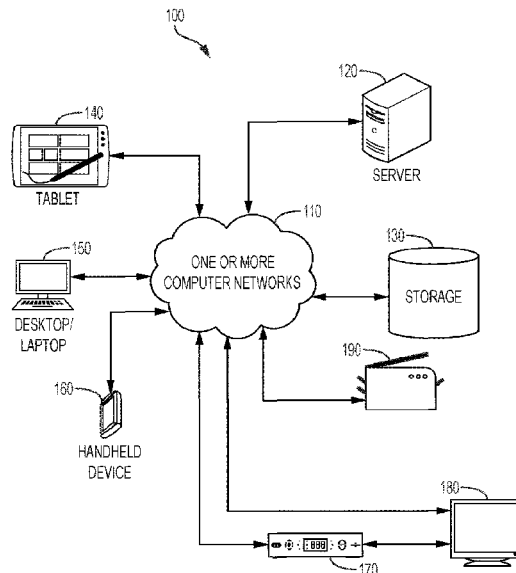 100
120
140
TABLET
SERVER
110
150
130
ONE OR MORE
COMPUTER NETWORKS
STORAGE
DESKTOP/
LAPTOP
190
160
HANDHELD
DEVICE
180
:888
170